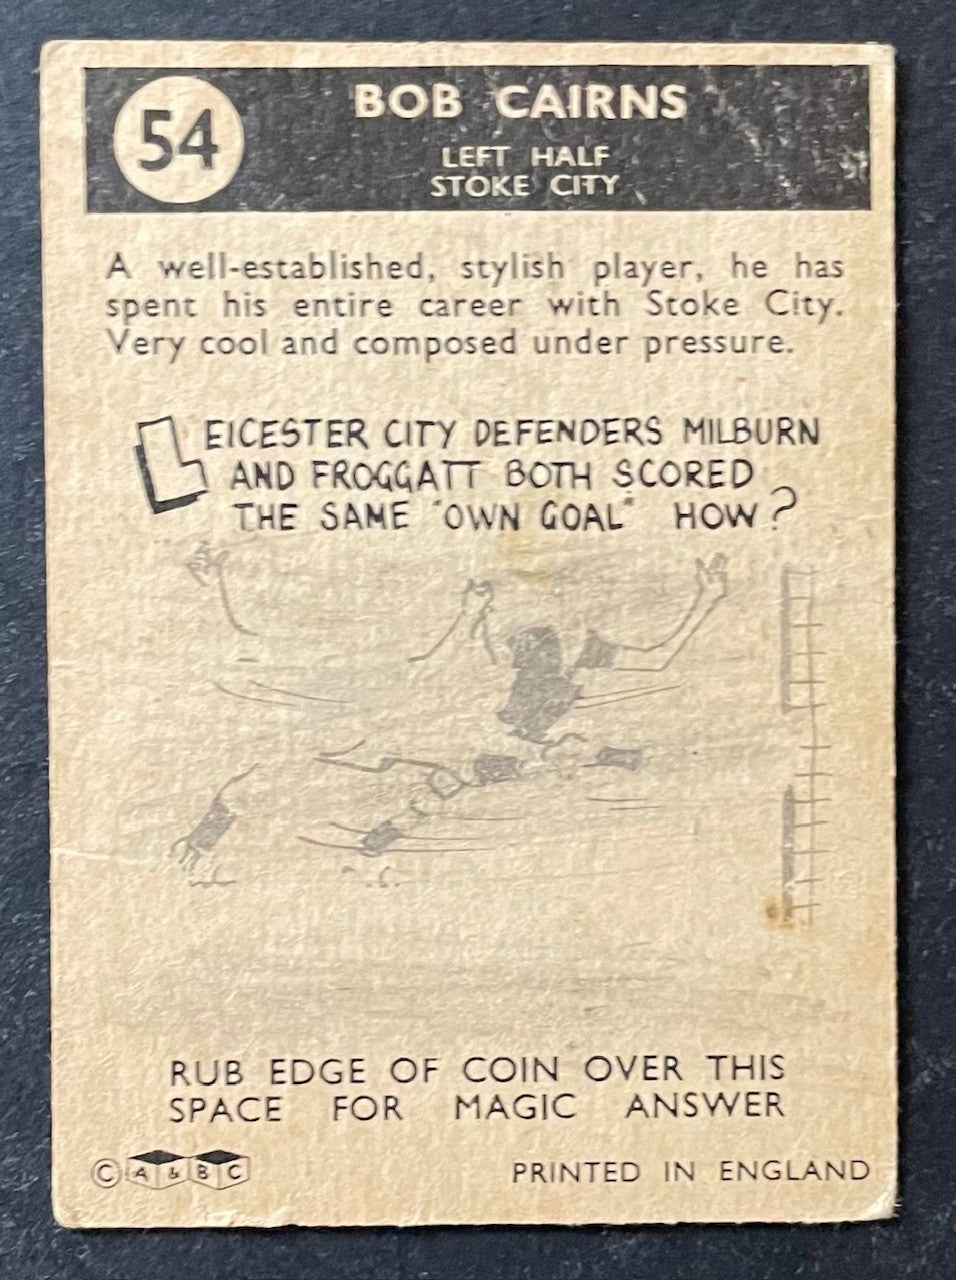 54
BOB CAIRNS
LEFT HALF
STOKE CITY
A well-established, stylish player, he has
spent his entire career with Stoke City.
Very cool and composed under pressure.
LEICESTER CITY DEFENDERS MILBURN
AND FROGGATT BOTH SCORED
THE SAME "OWN GOAL" HOW?
RUB EDGE OF COIN OVER THIS
SPACE FOR MAGIC ANSWER
© A & B C
PRINTED IN ENGLAND